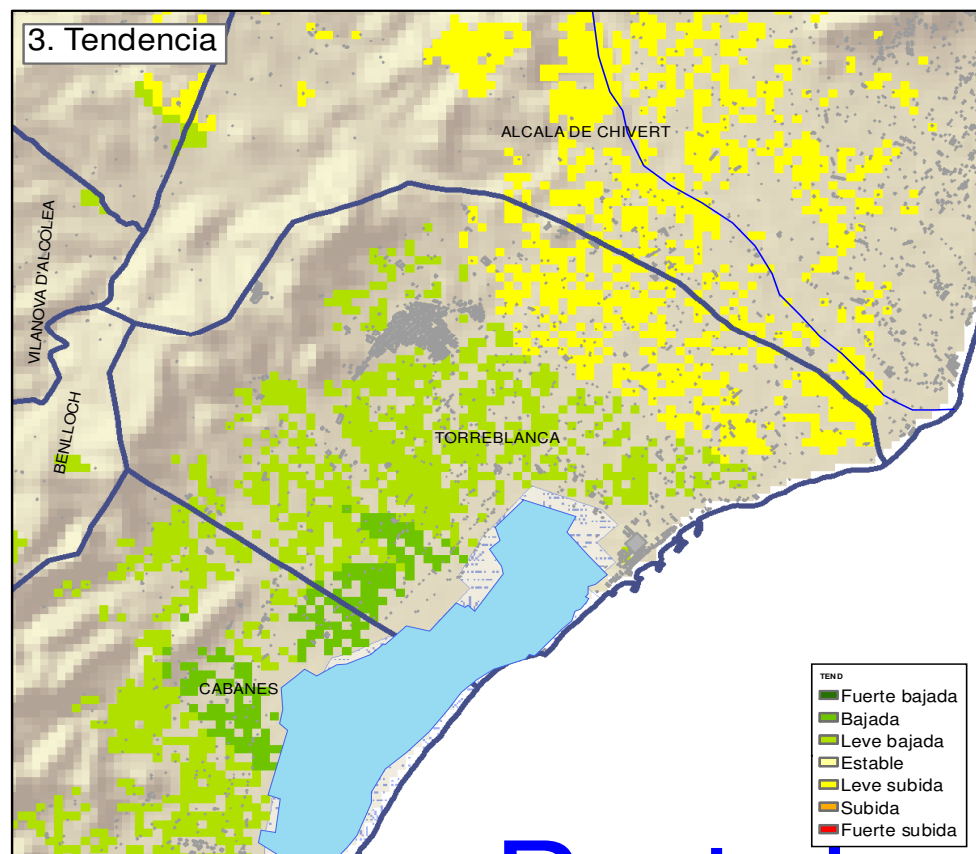 3. Tendencia
ALCALA DE CHIVERT
VILANOVA D'ALCOLEA
BENLLOCH
TORREBLANCA
CABANES
TEND
Fuerte bajada
Bajada
Leve bajada
Estable
Leve subida
Subida
Fuerte subida